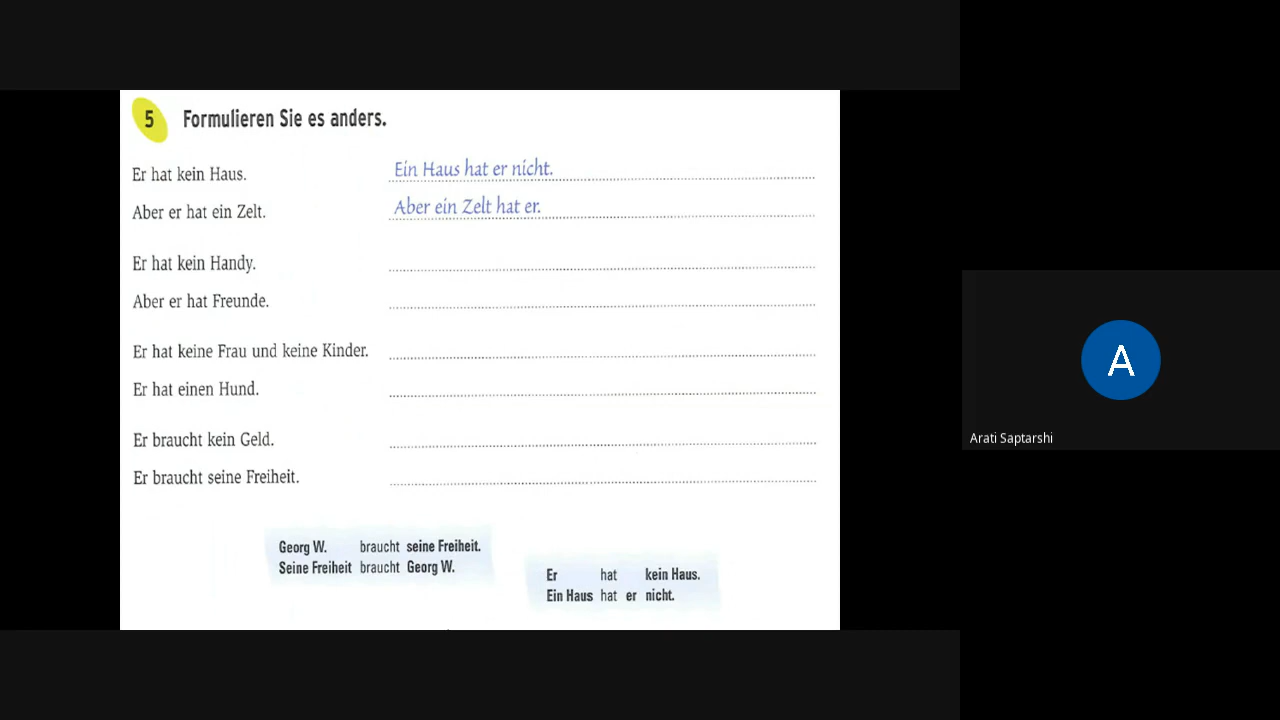 5 Formulieren Sie es anders.
Er hat kein Haus. Ein Haus hat er nicht.
Aber er hat ein Zelt. Aber ein Zelt hat er.
Er hat kein Handy.
Aber er hat Freunde.
Er hat keine Frau und keine Kinder.
Er hat einen Hund.
Er braucht kein Geld.
Er braucht seine Freiheit.
Georg W. braucht seine Freiheit.
Seine Freiheit braucht Georg W.
Er hat kein Haus.
Ein Haus hat er nicht.
A
Arati Saptarshi